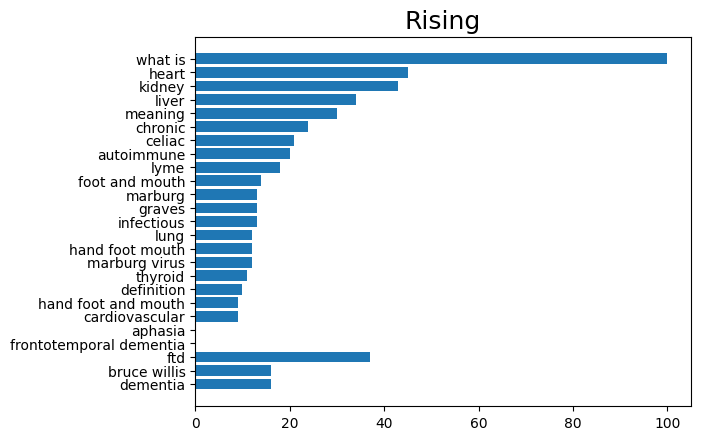 Rising
what is
heart
kidney
liver
meaning
chronic
celiac
autoimmune
lyme
foot and mouth
marburg
graves
infectious
lung
hand foot mouth
marburg virus
thyroid
definition
hand foot and mouth
cardiovascular
aphasia
frontotemporal dementia
ftd
bruce willis
dementia
0 20 40 60 80 100